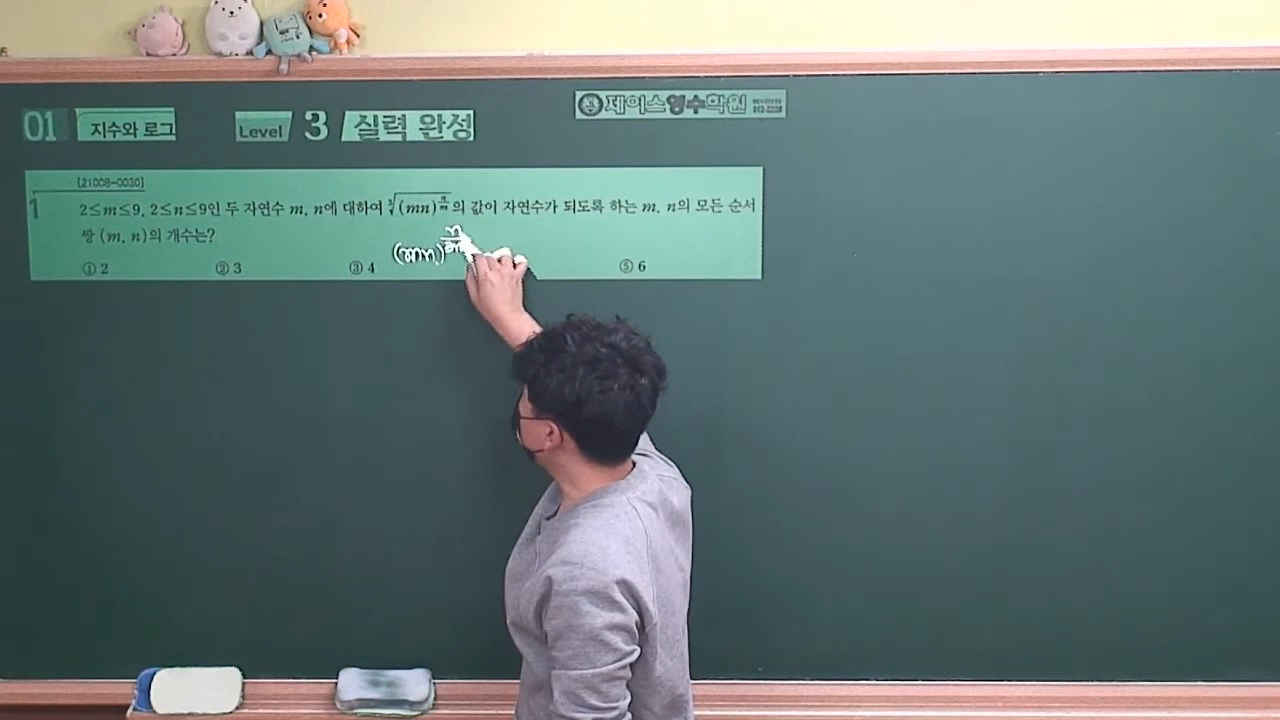 제이스영수학원
01 지수와 로그 Level 3 실력 완성
[21008-0030]
1 2≤m≤9, 2≤n≤9인 두 자연수 m, n에 대하여 ∛(mn)^(n/m)의 값이 자연수가 되도록 하는 m, n의 모든 순서
쌍 (m, n)의 개수는?
(mn)^n
① 2 ② 3 ③ 4 ⑤ 6